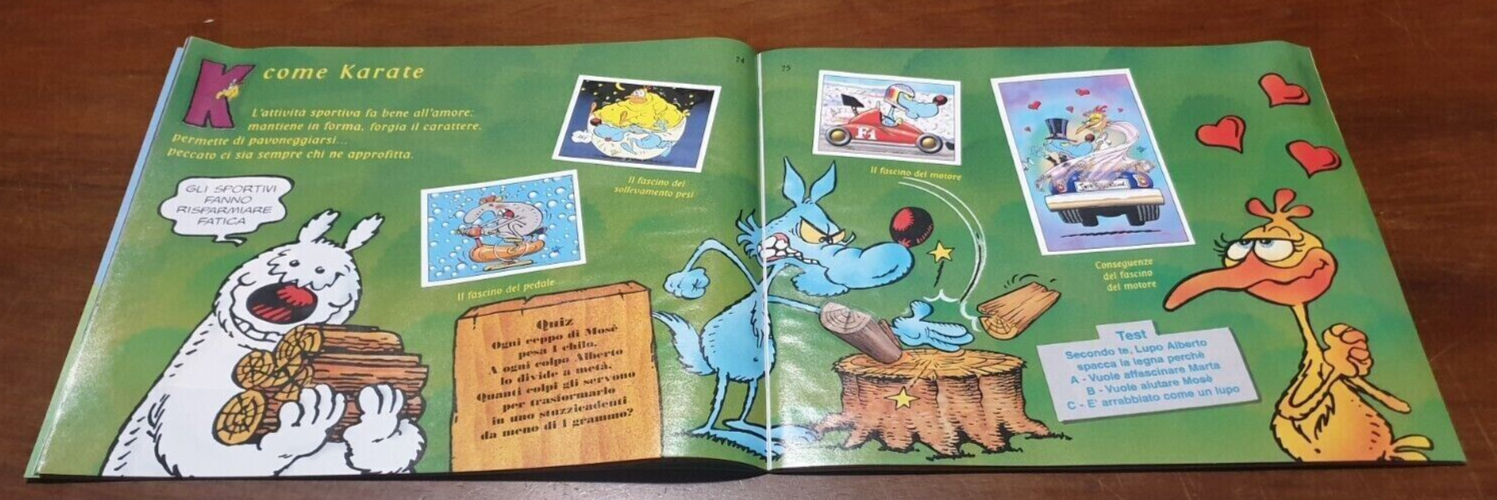 K come Karate
L'attività sportiva fa bene all'amore:
mantiene in forma, forgia il carattere.
Permette di pavoneggiarsi...
Peccato ci sia sempre chi ne approfitta.
GLI SPORTIVI
FANNO
RISPARMIARE
FATICA
Il fascino del pedale
Il fascino del
sollevamento pesi
74
Quiz
Ogni ceppo di Mosè
pesa 1 chilo.
A ogni colpo Alberto
lo divide a metà.
Quanti colpi gli servono
per trasformarlo
in uno stuzzicadenti
da meno di 1 grammo?
75
F1
Il fascino del motore
Conseguenze
del fascino
del motore
Test
Secondo te, Lupo Alberto
spacca la legna perchè
A - Vuole affascinare Marta
B - Vuole aiutare Mosè
C - E' arrabbiato come un lupo